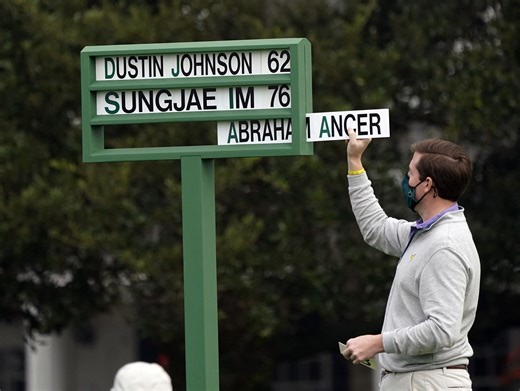 DUSTIN JOHNSON 62
SUNGJAE IM 76
ABRAHAM ANCER